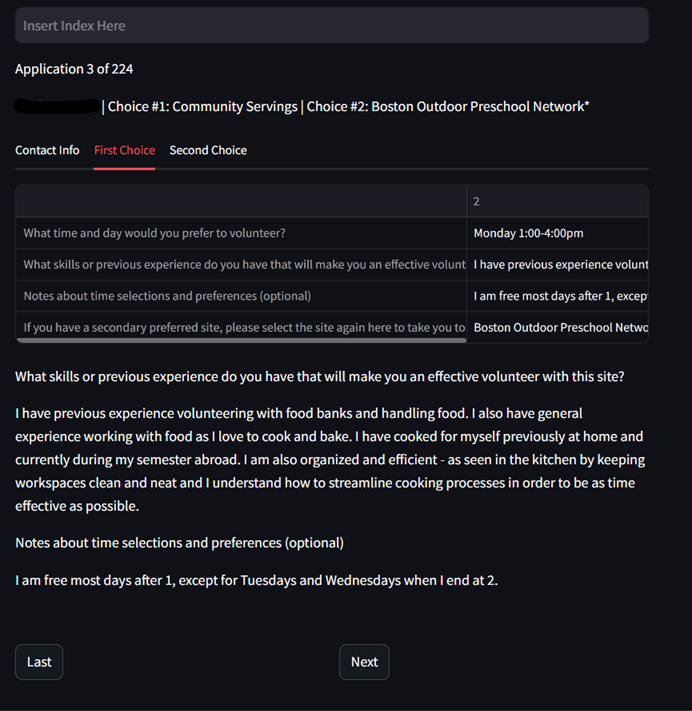 Insert Index Here
Application 3 of 224
| Choice #1: Community Servings | Choice #2: Boston Outdoor Preschool Network*
Contact Info First Choice Second Choice
2
What time and day would you prefer to volunteer? Monday 1:00-4:00pm
What skills or previous experience do you have that will make you an effective volunt I have previous experience volunt
Notes about time selections and preferences (optional) I am free most days after 1, excep
If you have a secondary preferred site, please select the site again here to take you to Boston Outdoor Preschool Netwo
What skills or previous experience do you have that will make you an effective volunteer with this site?
I have previous experience volunteering with food banks and handling food. I also have general
experience working with food as I love to cook and bake. I have cooked for myself previously at home and
currently during my semester abroad. I am also organized and efficient - as seen in the kitchen by keeping
workspaces clean and neat and I understand how to streamline cooking processes in order to be as time
effective as possible.
Notes about time selections and preferences (optional)
I am free most days after 1, except for Tuesdays and Wednesdays when I end at 2.
Last Next